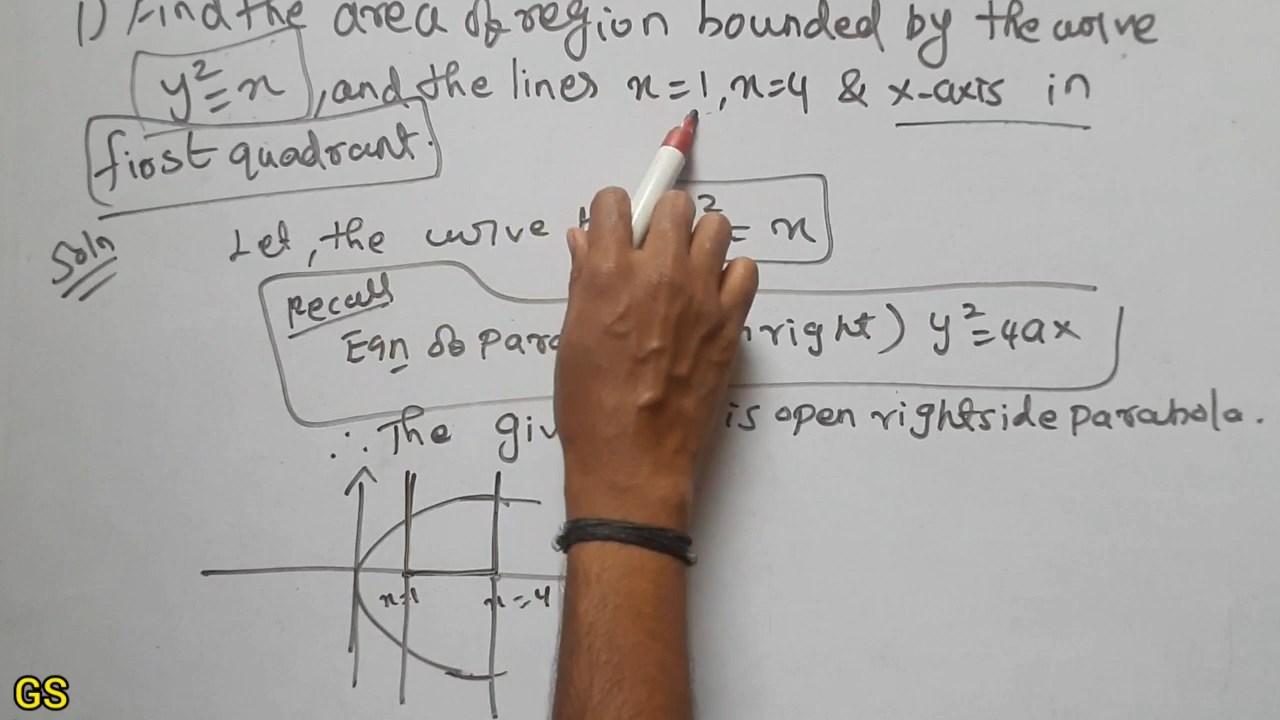 1) Find the area of region bounded by the curve
y²=x, and the lines x=1, x=4 & x-axis in
first quadrant.
Soln
Let, the curve y² = x
Recall
Eqn of right) y²=4ax
∴ The is open rightside parabola.
x=1
x=4
GS